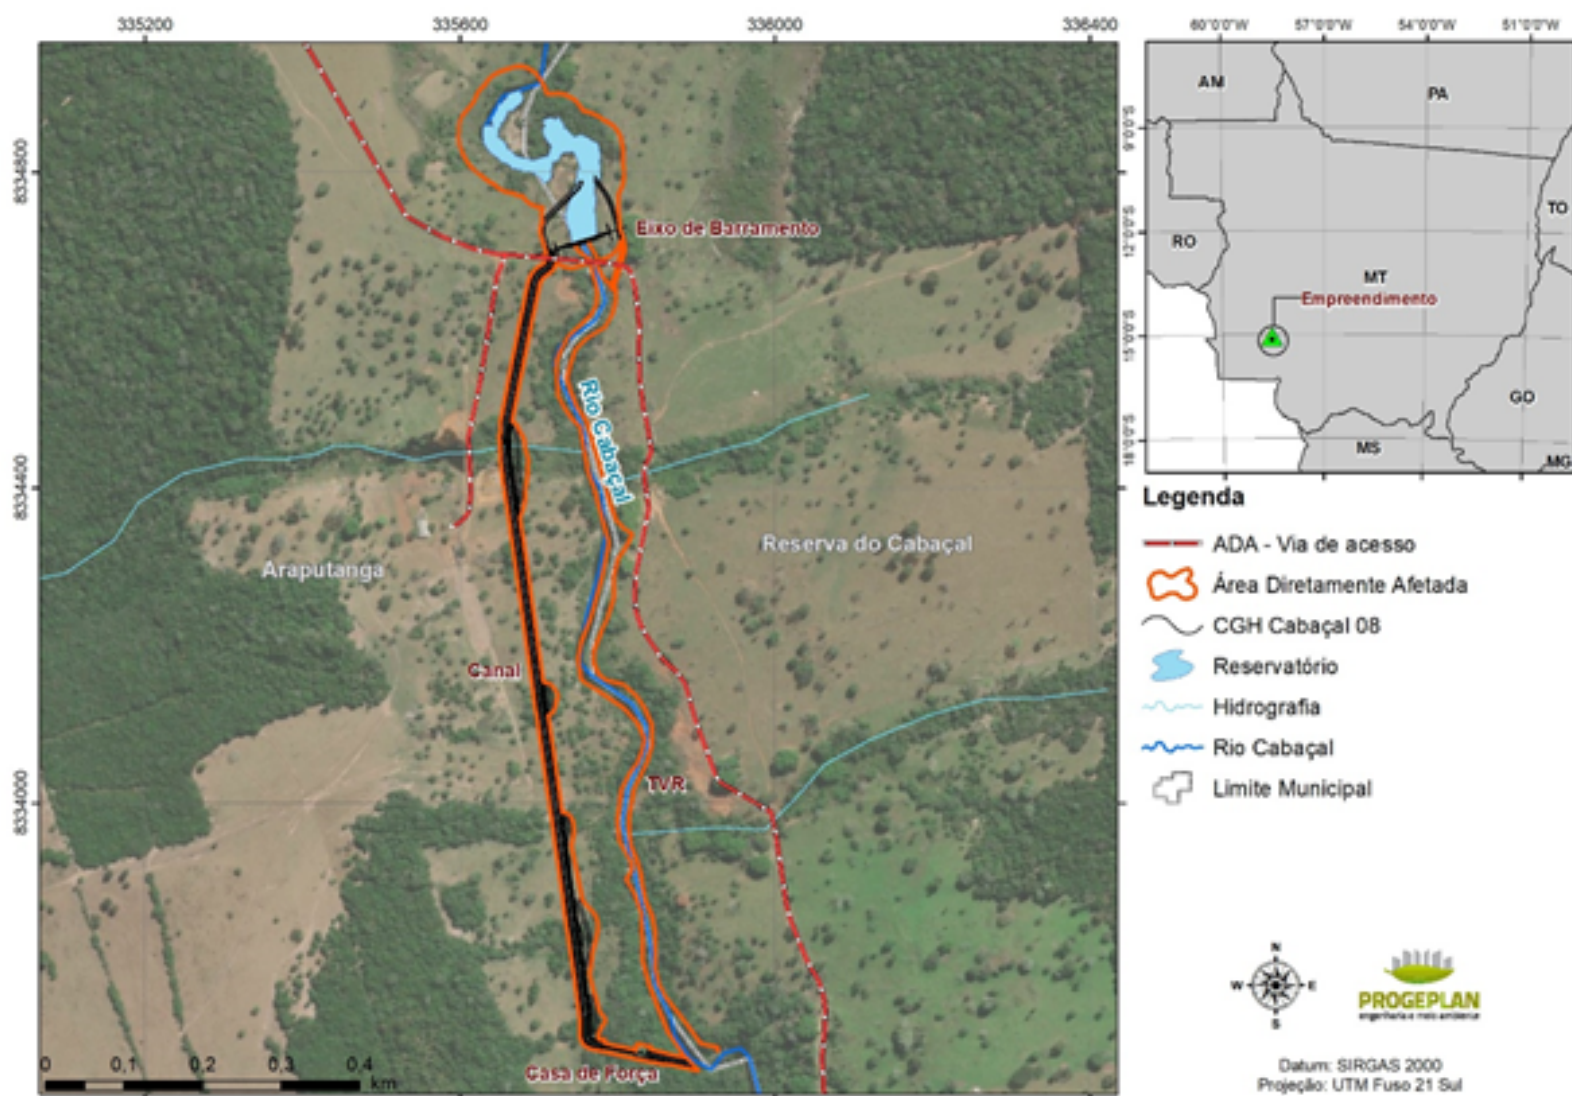 335200
335600
336000
336400
8334800
8334400
8334000
Eixo de Barramento
Rio Cabaçal
Araputanga
Reserva do Cabaçal
Canal
TVR
Casa de Força
0 0,1 0,2 0,3 0,4
km
60°0'0"W 57°0'0"W 54°0'0"W 51°0'0"W
9°0'0"S
12°0'0"S
15°0'0"S
18°0'0"S
AM
PA
TO
RO
MT
Empreendimento
GO
MS
MG
Legenda
ADA - Via de acesso
Área Diretamente Afetada
CGH Cabaçal 08
Reservatório
Hidrografia
Rio Cabaçal
Limite Municipal
N
W E
S
PROGEPLAN
engenharia e meio ambiente
Datum: SIRGAS 2000
Projeção: UTM Fuso 21 Sul